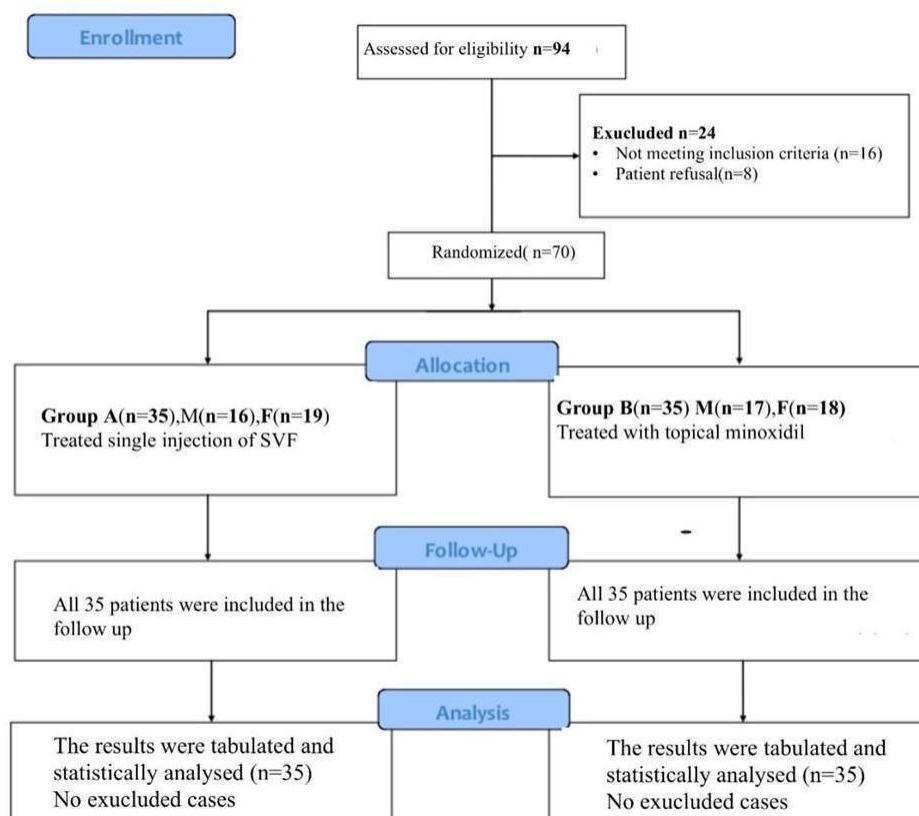 Enrollment
Assessed for eligibility n=94
Exucluded n=24
• Not meeting inclusion criteria (n=16)
• Patient refusal(n=8)
Randomized( n=70)
Allocation
Group A(n=35),M(n=16),F(n=19)
Treated single injection of SVF
Group B(n=35) M(n=17),F(n=18)
Treated with topical minoxidil
Follow-Up
All 35 patients were included in the
follow up
All 35 patients were included in the
follow up
Analysis
The results were tabulated and
statistically analysed (n=35)
No exucluded cases
The results were tabulated and
statistically analysed (n=35)
No exucluded cases